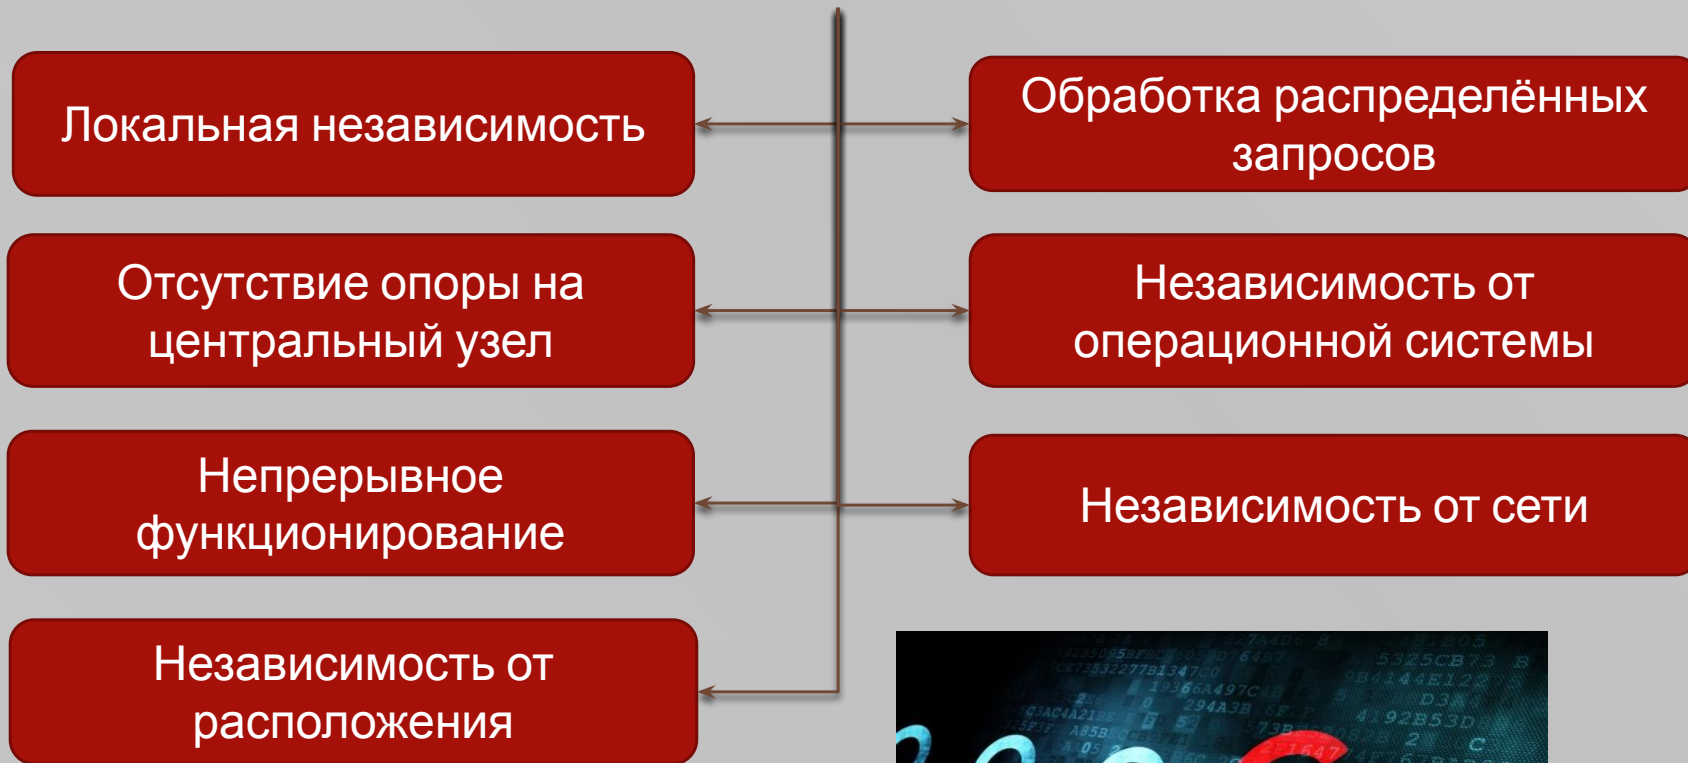 Локальная независимость
Отсутствие опоры на
центральный узел
Непрерывное
функционирование
Независимость от
расположения
Обработка распределённых
запросов
Независимость от
операционной системы
Независимость от сети